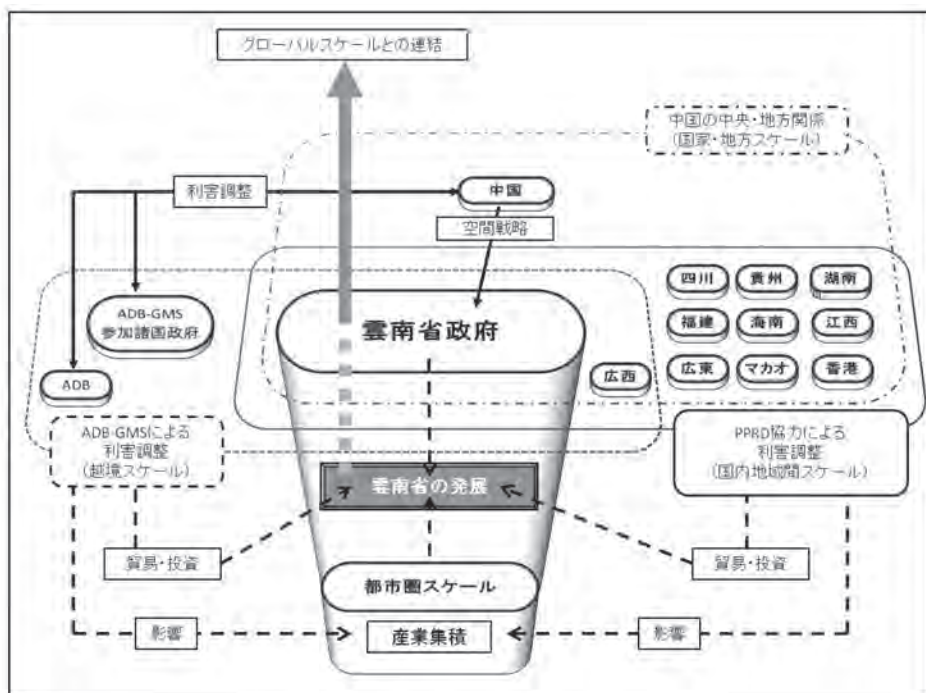 グローバルスケールとの連結
中国の中央・地方関係
(国家・地方スケール)
利害調整
中国
空間戦略
ADB-GMS
参加諸国政府
ADB
雲南省政府
広西
四川
貴州
湖南
福建
海南
江西
広東
マカオ
香港
ADB-GMSによる
利害調整
(越境スケール)
PPRD協力による
利害調整
(国内地域間スケール)
雲南省の発展
貿易・投資
貿易・投資
都市圏スケール
影響
産業集積
影響